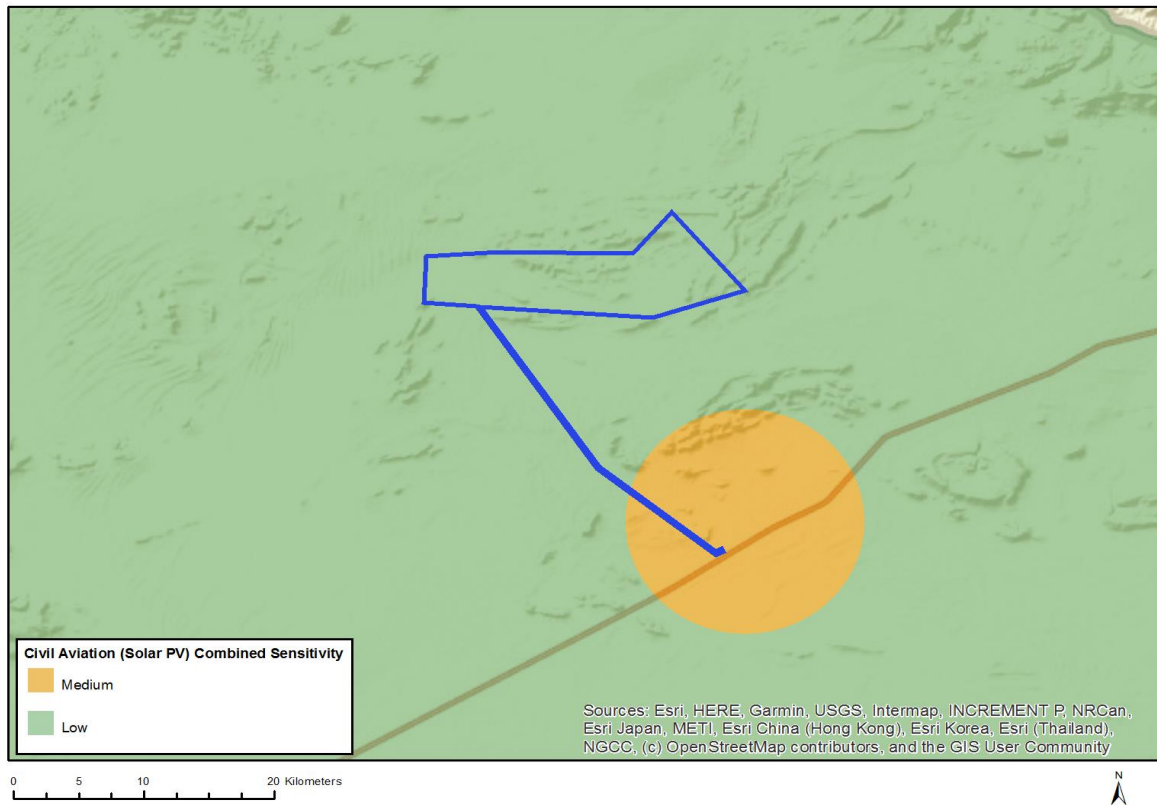 Civil Aviation (Solar PV) Combined Sensitivity
Medium
Low
Sources: Esri, HERE, Garmin, USGS, Intermap, INCREMENT P, NRCan,
Esri Japan, METI, Esri China (Hong Kong), Esri Korea, Esri (Thailand),
NGCC, (c) OpenStreetMap contributors, and the GIS User Community
0 5 10 20 Kilometers
N